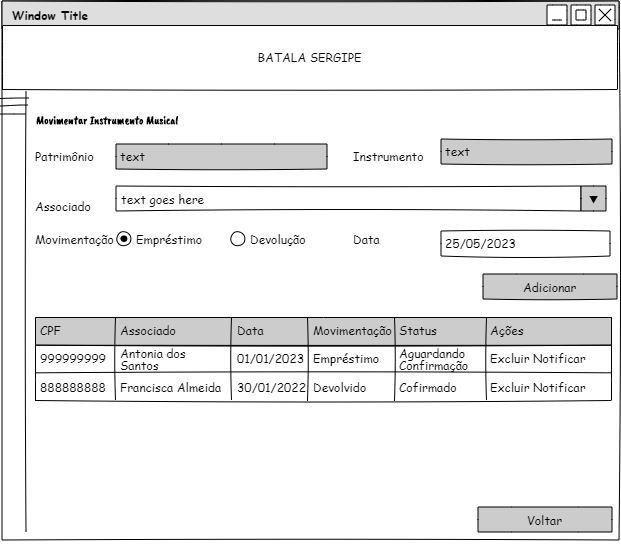 Window Title
BATALA SERGIPE
Movimentar Instrumento Musical
Patrimônio text Instrumento text
Associado text goes here
Movimentação Empréstimo Devolução Data 25/05/2023
Adicionar
CPF Associado Data Movimentação Status Ações
999999999 Antonia dos Santos 01/01/2023 Empréstimo Aguardando Confirmação Excluir Notificar
888888888 Francisca Almeida 30/01/2022 Devolvido Cofirmado Excluir Notificar
Voltar